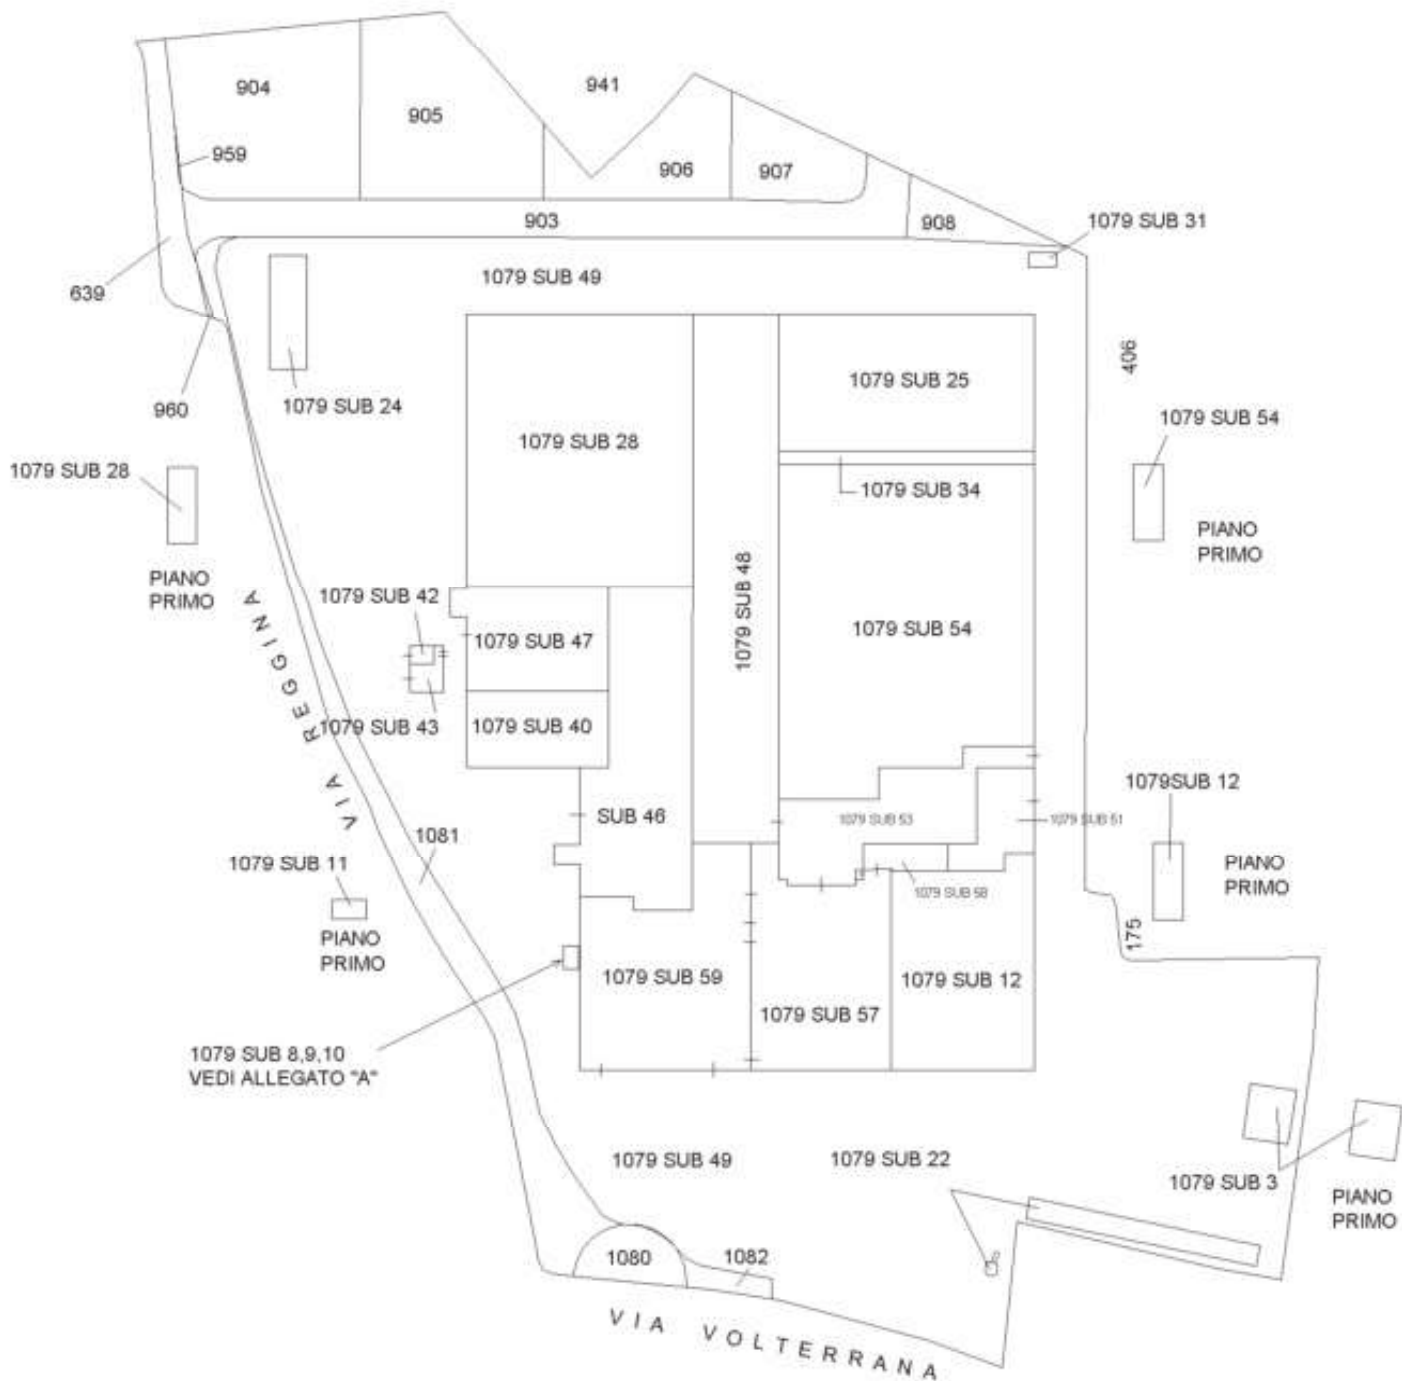 904
905
941
906
907
959
903
908
1079 SUB 31
1079 SUB 49
639
406
1079 SUB 25
960
1079 SUB 24
1079 SUB 54
1079 SUB 28
1079 SUB 28
1079 SUB 34
PIANO
PRIMO
PIANO
PRIMO
1079 SUB 42
1079 SUB 48
VIA REGGINA
1079 SUB 47
1079 SUB 54
1079 SUB 43
1079 SUB 40
1079SUB 12
SUB 46
1079 SUB 53
1079 SUB 51
1081
1079 SUB 11
PIANO
PRIMO
1079 SUB 58
PIANO
PRIMO
175
1079 SUB 59
1079 SUB 12
1079 SUB 57
1079 SUB 8,9,10
VEDI ALLEGATO "A"
1079 SUB 49
1079 SUB 22
1079 SUB 3
PIANO
PRIMO
1080
1082
VIA VOLTERRANA